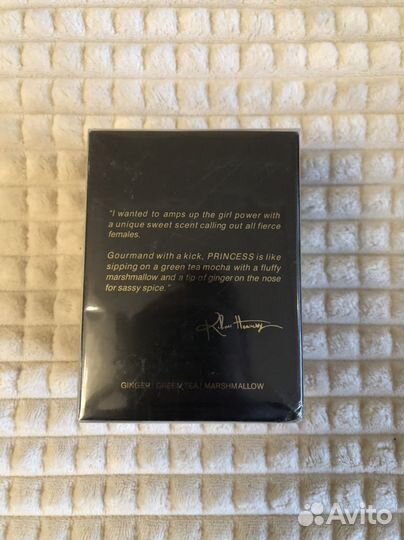 "I wanted to amps up the girl power with
a unique sweet scent calling out all fierce
females.
Gourmand with a kick, PRINCESS is like
sipping on a green tea mocha with a fluffy
marshmallow and a tip of ginger on the nose
for sassy spice."
Kilian Hennessy
GINGER | GREEN TEA | MARSHMALLOW
Avito